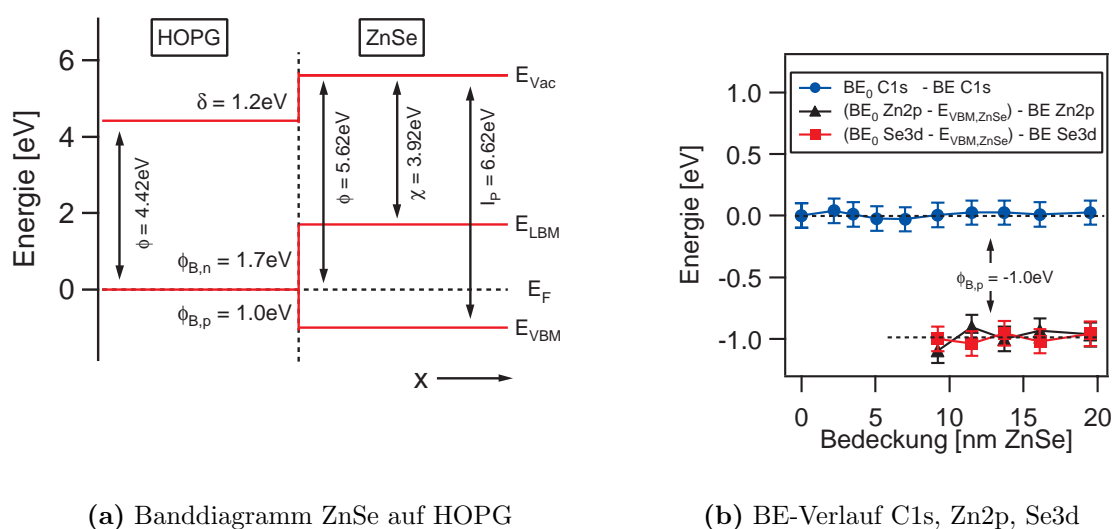 HOPG
ZnSe
Energie [eV]
6
4
2
0
δ = 1.2eV
ϕ = 4.42eV
ϕB,n = 1.7eV
ϕB,p = 1.0eV
ϕ = 5.62eV
χ = 3.92eV
IP = 6.62eV
EVac
ELBM
EF
EVBM
x
(a) Banddiagramm ZnSe auf HOPG
Energie [eV]
1.0
0.5
0.0
-0.5
-1.0
BE0 C1s - BE C1s
(BE0 Zn2p - EVBM,ZnSe) - BE Zn2p
(BE0 Se3d - EVBM,ZnSe) - BE Se3d
ϕB,p = -1.0eV
0 5 10 15 20
Bedeckung [nm ZnSe]
(b) BE-Verlauf C1s, Zn2p, Se3d